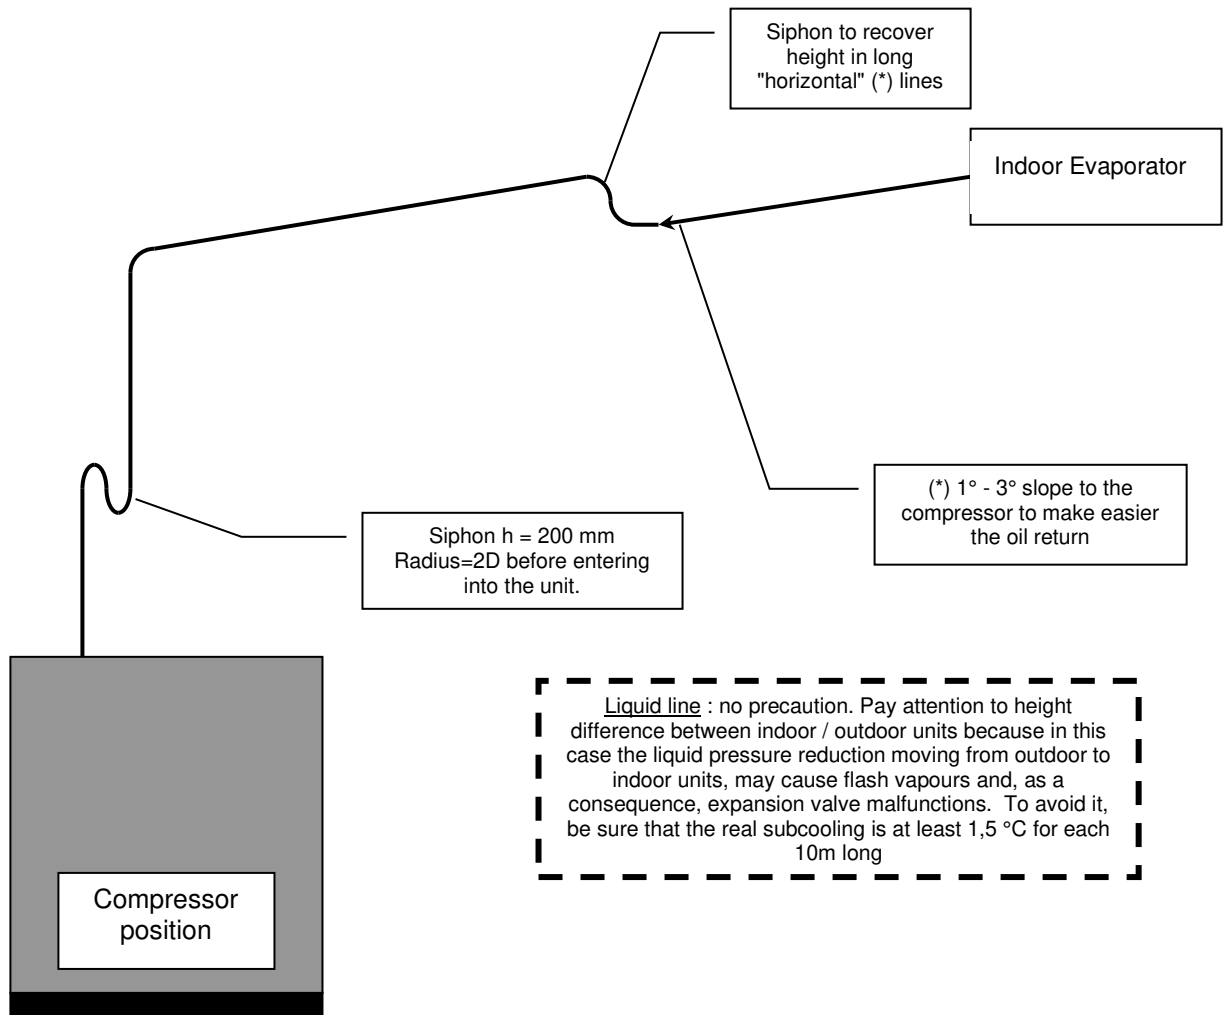 Siphon to recover
height in long
"horizontal" (*) lines
Indoor Evaporator
(*) 1° - 3° slope to the
compressor to make easier
the oil return
Siphon h = 200 mm
Radius=2D before entering
into the unit.
Liquid line : no precaution. Pay attention to height
difference between indoor / outdoor units because in this
case the liquid pressure reduction moving from outdoor to
indoor units, may cause flash vapours and, as a
consequence, expansion valve malfunctions. To avoid it,
be sure that the real subcooling is at least 1,5 °C for each
10m long
Compressor
position